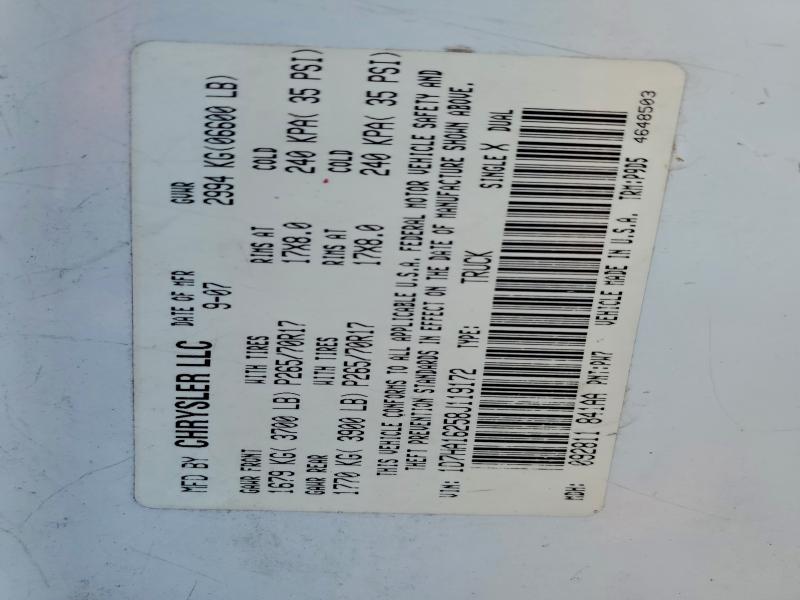 MFD BY CHRYSLER LLC DATE OF MFR GVWR
9-07 2994 KG(06600 LB)
GAWR FRONT WITH TIRES RIMS AT COLD
1679 KG( 3700 LB) P265/70R17 17X8.0 240 KPA( 35 PSI)
GAWR REAR WITH TIRES RIMS AT COLD
1770 KG( 3900 LB) P265/70R17 17X8.0 240 KPA( 35 PSI)
THIS VEHICLE CONFORMS TO ALL APPLICABLE U.S.A. FEDERAL MOTOR VEHICLE SAFETY AND
THEFT PREVENTION STANDARDS IN EFFECT ON THE DATE OF MANUFACTURE SHOWN ABOVE.
VIN: 1D7HA16258J119172 TYPE: TRUCK SINGLE X DUAL
MDH: 092811 841AA PNT:PW7 VEHICLE MADE IN U.S.A. TRM:P9D5 4648503